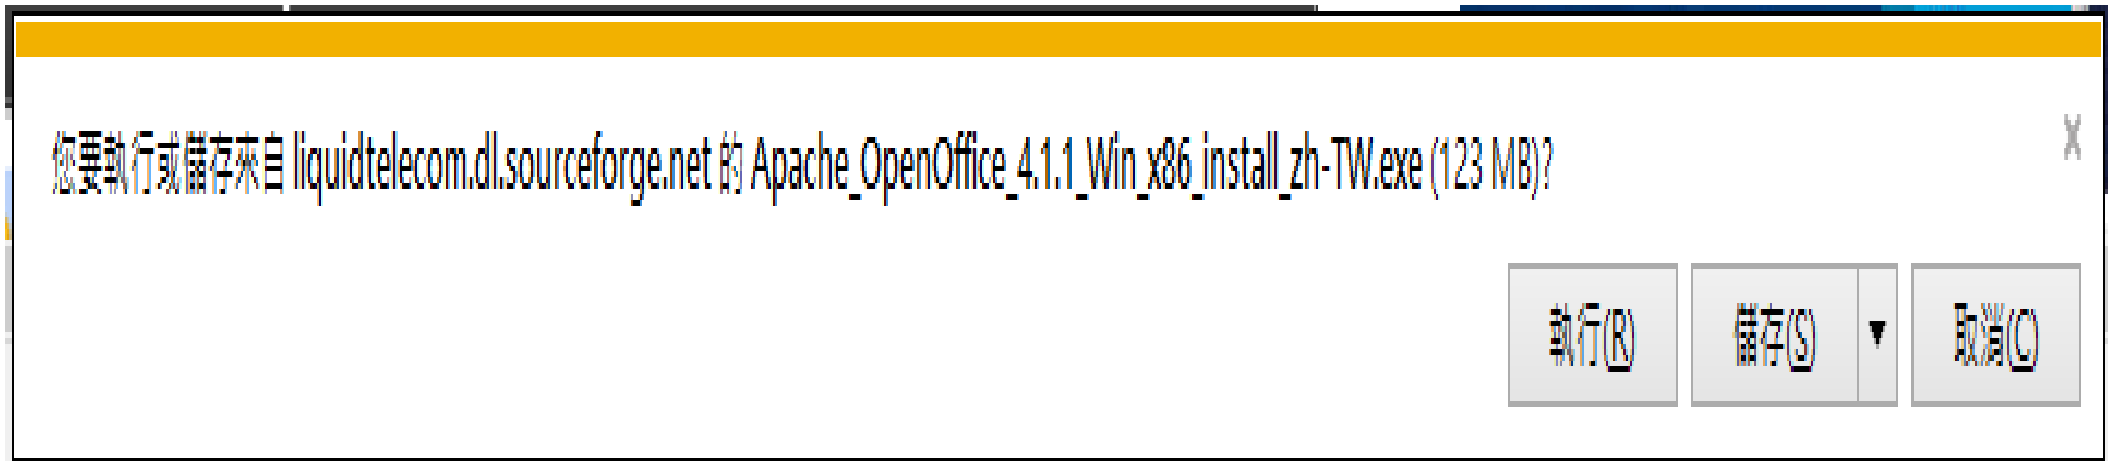 您要執行或儲存來自 liquidtelecom.dl.sourceforge.net 的 Apache_OpenOffice_4.1.1_Win_x86_install_zh-TW.exe (123 MB)?
x
執行(R) 儲存(S) ▼ 取消(C)